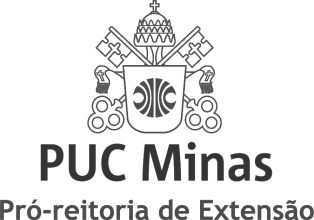 PUC Minas
Pró-reitoria de Extensão